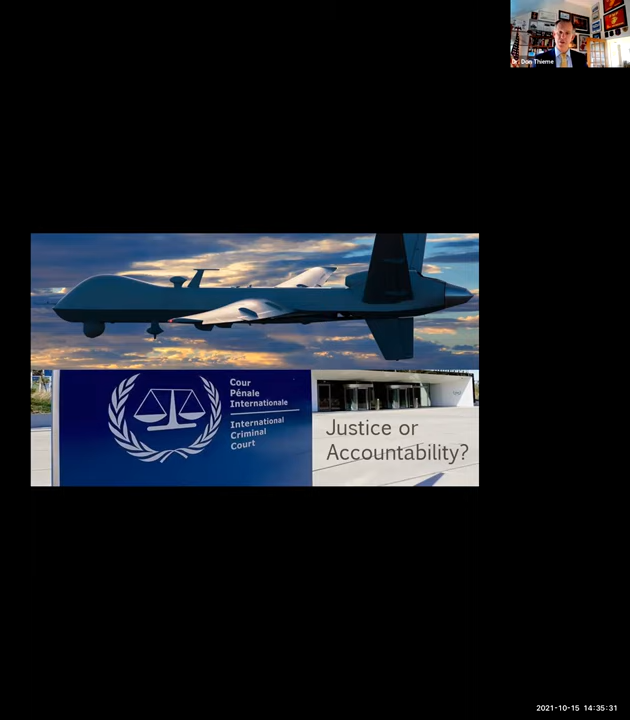 Dr. Don Thieme
Cour
Pénale
Internationale
International
Criminal
Court
Justice or
Accountability?
2021-10-15 14:35:31